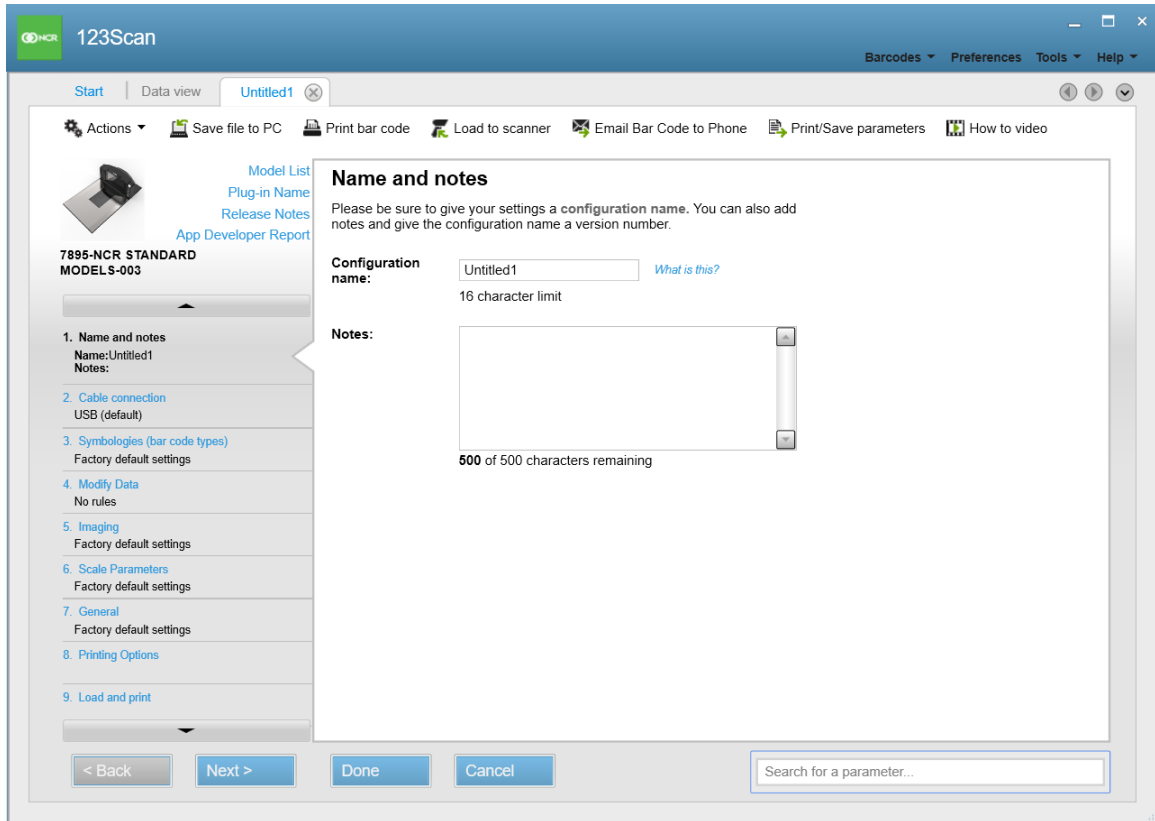 NCR 123Scan
Barcodes Preferences Tools Help
Start Data view Untitled1
Actions Save file to PC Print bar code Load to scanner Email Bar Code to Phone Print/Save parameters How to video
Model List
Plug-in Name
Release Notes
App Developer Report
7895-NCR STANDARD
MODELS-003
1. Name and notes
Name:Untitled1
Notes:
2. Cable connection
USB (default)
3. Symbologies (bar code types)
Factory default settings
4. Modify Data
No rules
5. Imaging
Factory default settings
6. Scale Parameters
Factory default settings
7. General
Factory default settings
8. Printing Options
9. Load and print
Name and notes
Please be sure to give your settings a configuration name. You can also add
notes and give the configuration name a version number.
Configuration
name:
Untitled1 What is this?
16 character limit
Notes:
500 of 500 characters remaining
< Back Next > Done Cancel Search for a parameter...